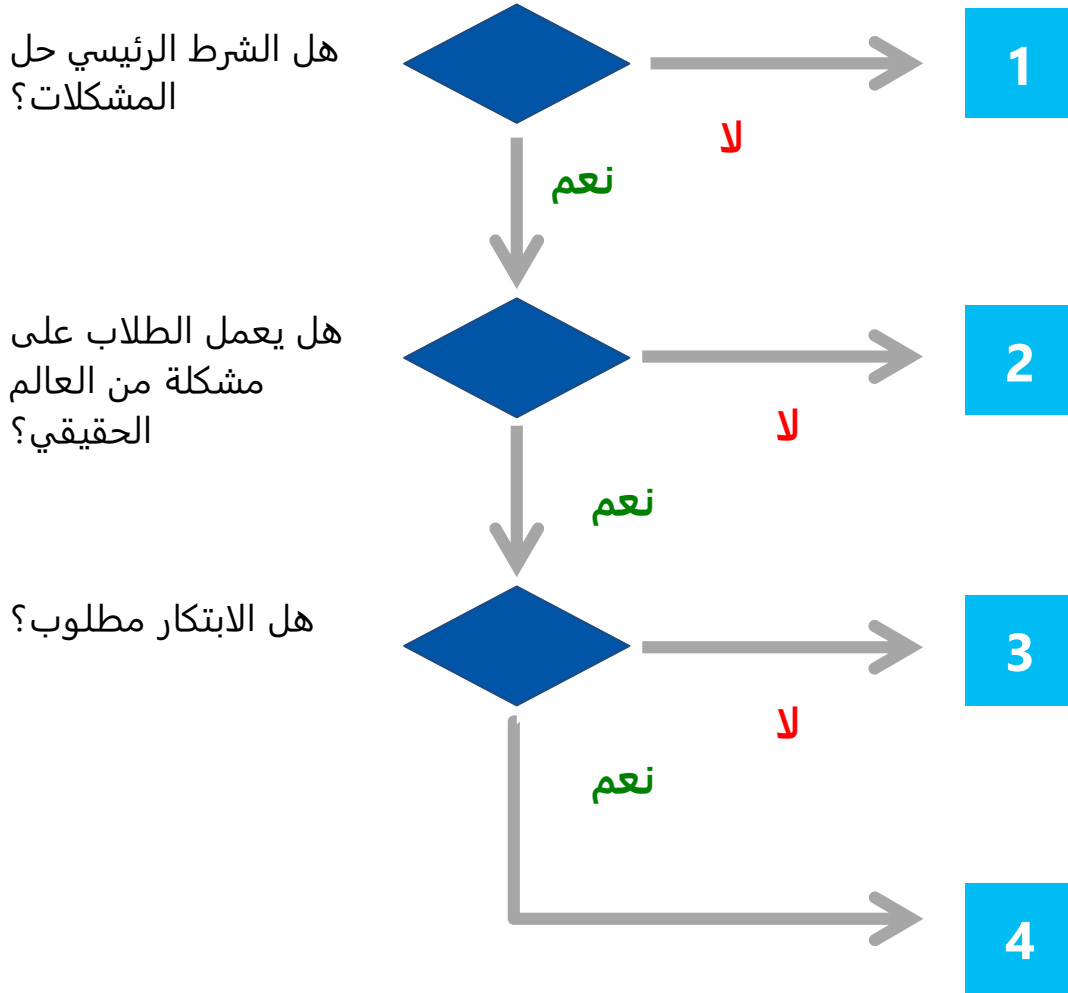 هل الشرط الرئيسي حل
المشكلات؟
1
لا
نعم
هل يعمل الطلاب على
مشكلة من العالم
الحقيقي؟
2
لا
نعم
هل الابتكار مطلوب؟
3
لا
نعم
4